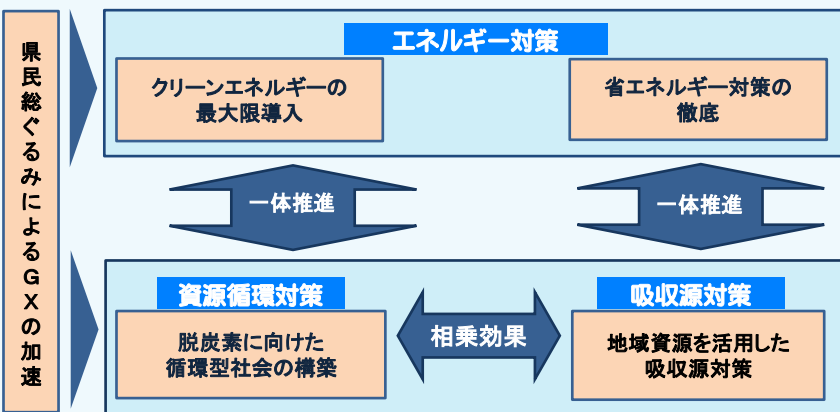 県民総ぐるみによるGXの加速
エネルギー対策
クリーンエネルギーの
最大限導入
省エネルギー対策の
徹底
一体推進
一体推進
資源循環対策
脱炭素に向けた
循環型社会の構築
相乗効果
吸収源対策
地域資源を活用した
吸収源対策